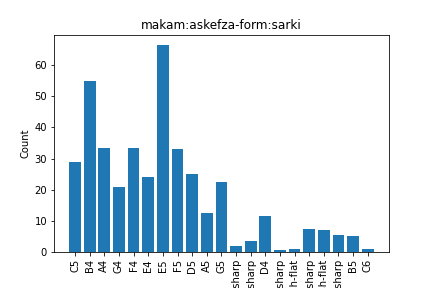 makam:askefza-form:sarki
Count
60
50
40
30
20
10
0
C5
B4
A4
G4
F4
E4
E5
F5
D5
A5
G5
sharp
sharp
D4
sharp
h-flat
sharp
h-flat
sharp
B5
C6